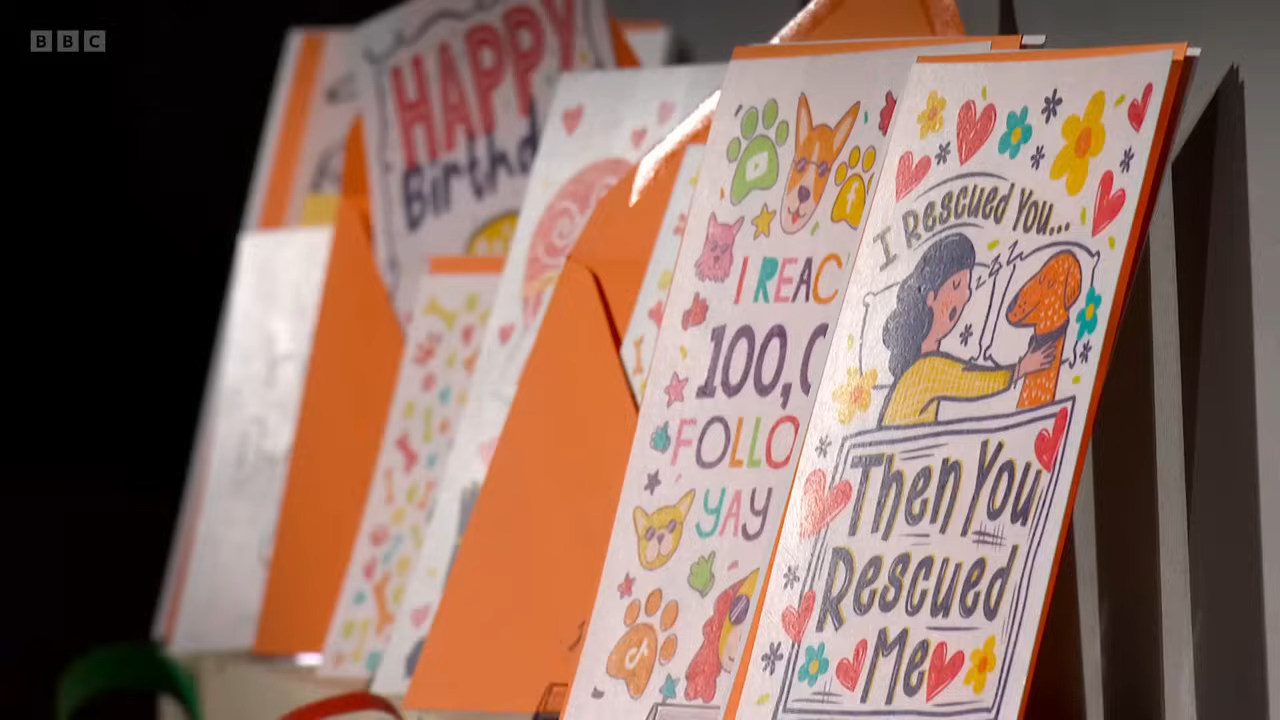 BBC
HAPPY
Birthd
I REAC
100,0
FOLLO
YAY
I RESCUED YOU...
z z z
THEN YOU
RESCUED
ME